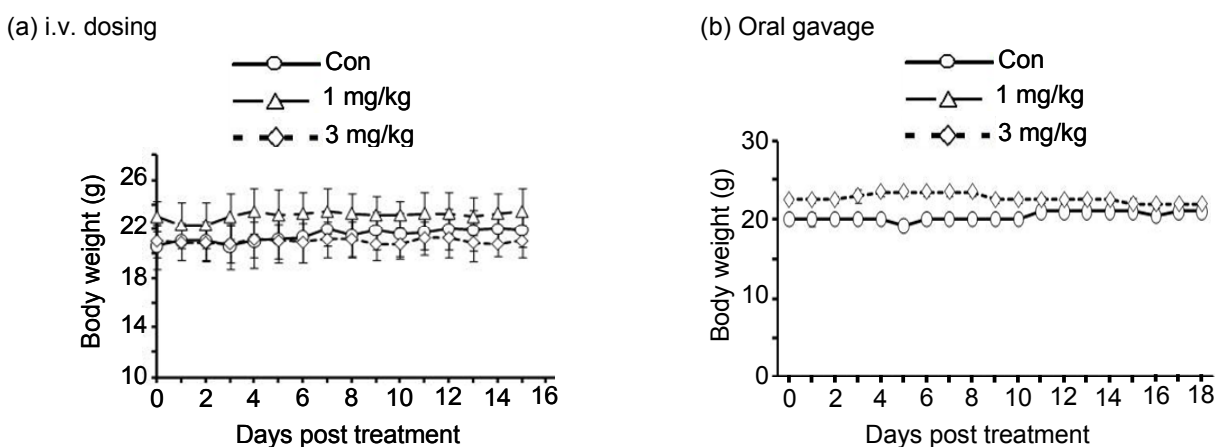 (a) i.v. dosing
Con
1 mg/kg
3 mg/kg
26
22
18
14
10
Body weight (g)
0 2 4 6 8 10 12 14 16
Days post treatment
(b) Oral gavage
Con
1 mg/kg
3 mg/kg
30
20
10
0
Body weight (g)
0 2 4 6 8 10 12 14 16 18
Days post treatment